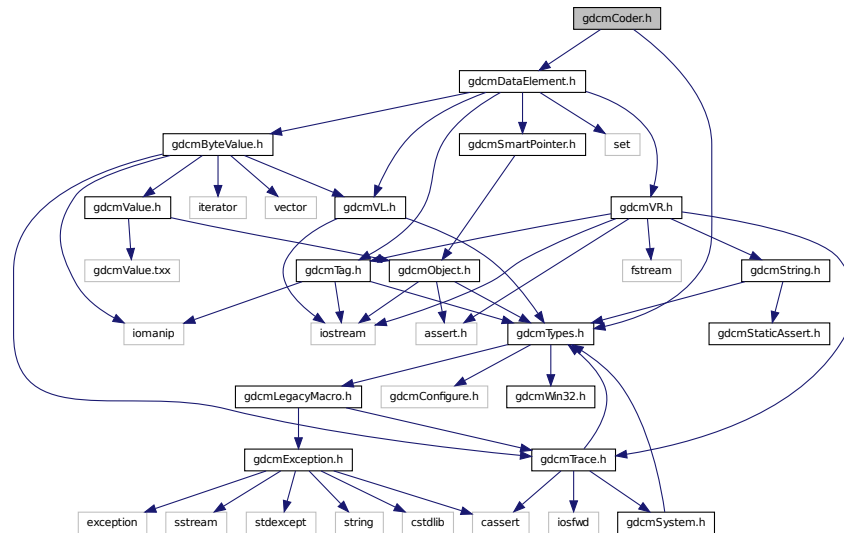 gdcmCoder.h
gdcmDataElement.h
gdcmByteValue.h
gdcmSmartPointer.h
set
gdcmValue.h
iterator
vector
gdcmVL.h
gdcmVR.h
gdcmValue.txx
gdcmTag.h
gdcmObject.h
fstream
gdcmString.h
iomanip
iostream
assert.h
gdcmTypes.h
gdcmStaticAssert.h
gdcmLegacyMacro.h
gdcmConfigure.h
gdcmWin32.h
gdcmException.h
gdcmTrace.h
exception
sstream
stdexcept
string
cstdlib
cassert
iosfwd
gdcmSystem.h